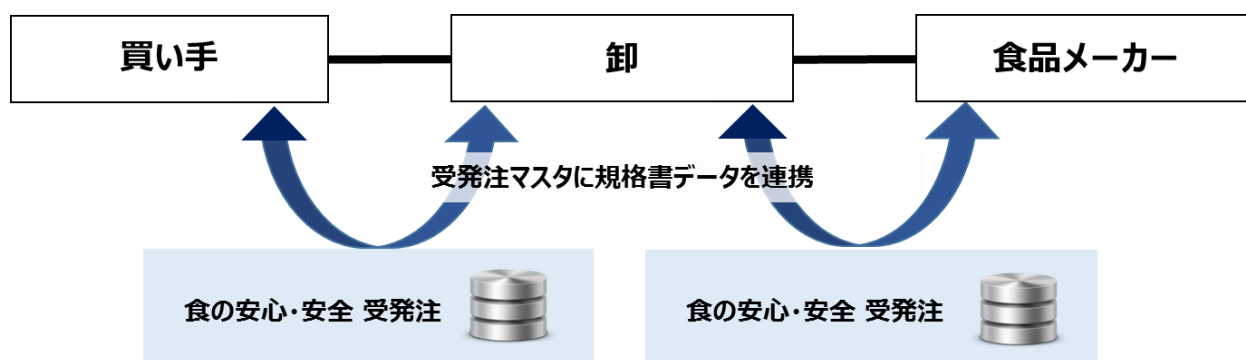 買い手
卸
食品メーカー
受発注マスタに規格書データを連携
食の安心・安全 受発注
食の安心・安全 受発注